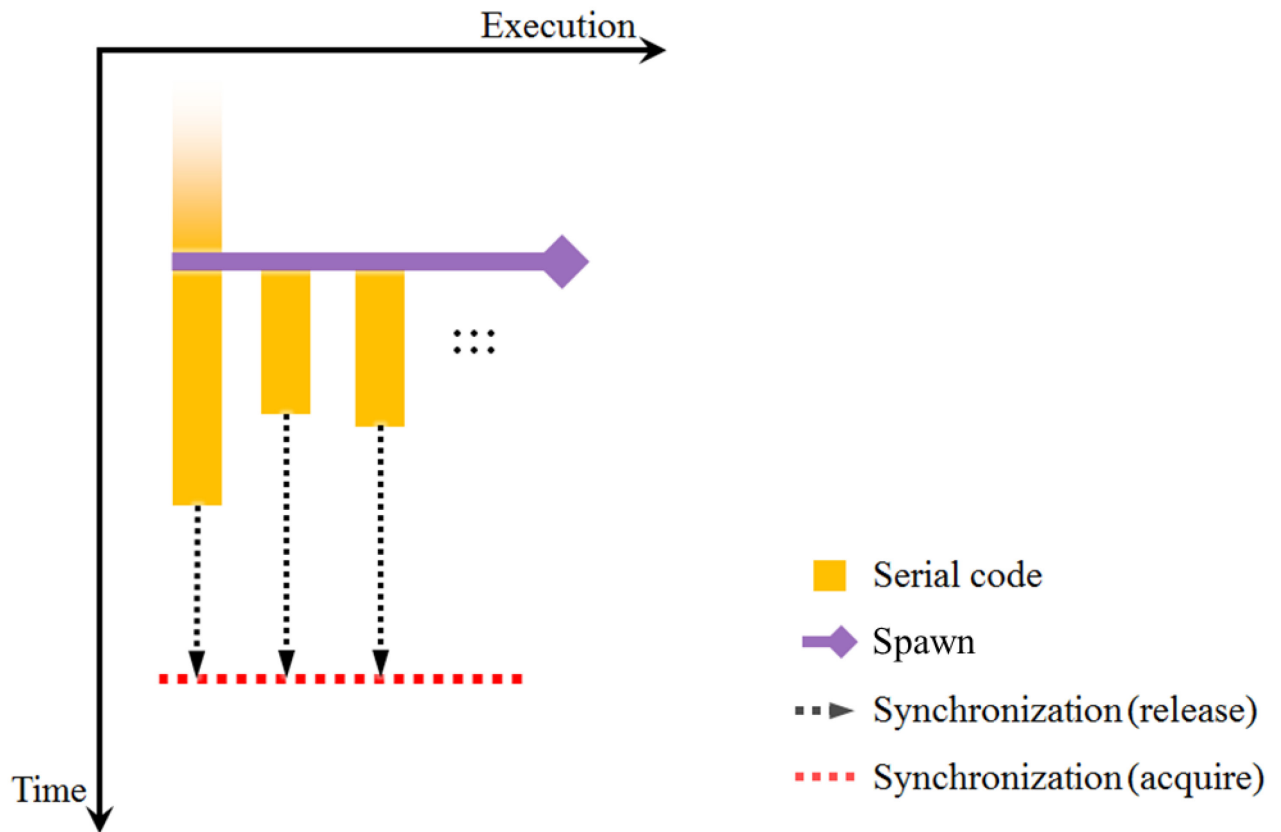 Execution
Serial code
Spawn
Synchronization (release)
Synchronization (acquire)
Time